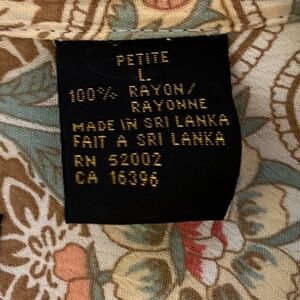 PETITE
L
100% RAYON/
RAYONNE
MADE IN SRI LANKA
FAIT A SRI LANKA
RN 52002
CA 16396